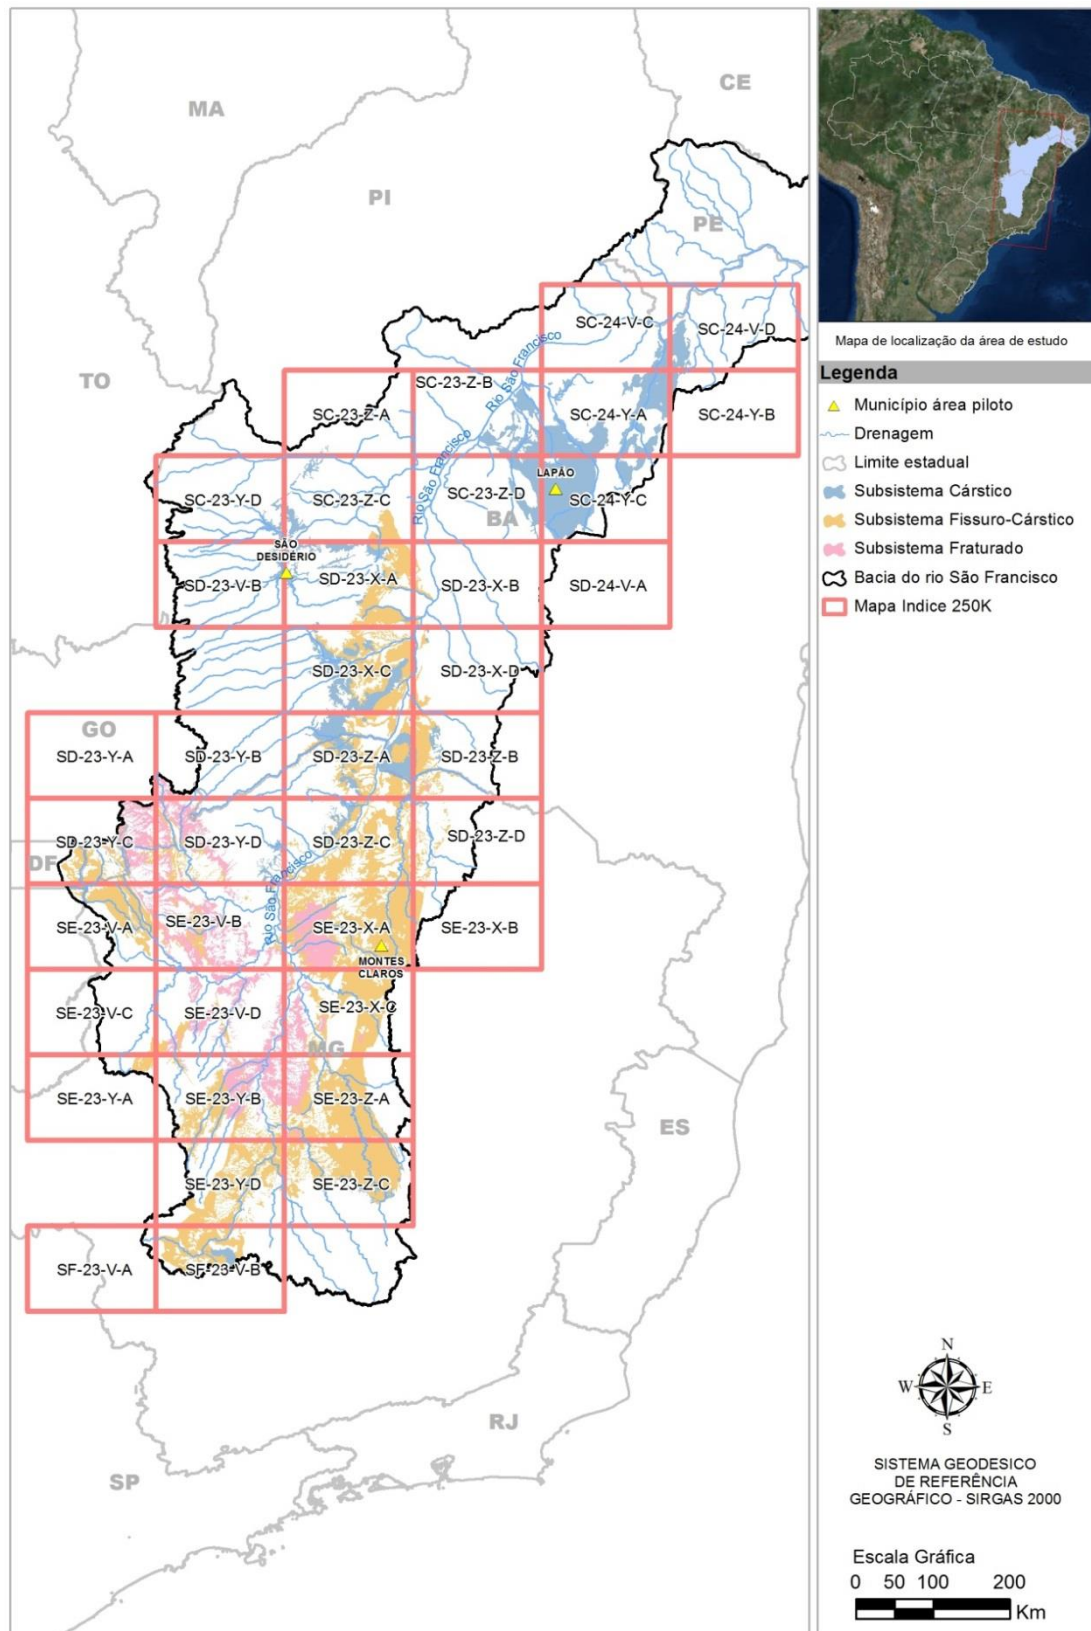 MA
CE
PI
PE
TO
SC-24-V-C
SC-24-V-D
Rio São Francisco
SC-23-Z-B
SC-23-Z-A
SC-24-Y-A
SC-24-Y-B
Rio São Francisco
LAPÃO
SC-23-Y-D
SC-23-Z-C
SC-23-Z-D
SC-24-Y-C
BA
SÃO
DESIDÉRIO
SD-23-V-B
SD-23-X-A
SD-23-X-B
SD-24-V-A
SD-23-X-C
SD-23-X-D
GO
SD-23-Y-A
SD-23-Y-B
SD-23-Z-A
SD-23-Z-B
SD-23-Y-C
SD-23-Y-D
SD-23-Z-C
SD-23-Z-D
DF
Rio São Francisco
SE-23-V-A
SE-23-V-B
SE-23-X-A
SE-23-X-B
MONTES
CLAROS
SE-23-V-C
SE-23-V-D
SE-23-X-C
MG
SE-23-Y-A
SE-23-Y-B
SE-23-Z-A
ES
SE-23-Y-D
SE-23-Z-C
SF-23-V-A
SF-23-V-B
RJ
SP
Mapa de localização da área de estudo
Legenda
Município área piloto
Drenagem
Limite estadual
Subsistema Cárstico
Subsistema Fissuro-Cárstico
Subsistema Fraturado
Bacia do rio São Francisco
Mapa Indice 250K
N
W
E
S
SISTEMA GEODESICO
DE REFERÊNCIA
GEOGRÁFICO - SIRGAS 2000
Escala Gráfica
0 50 100 200
Km